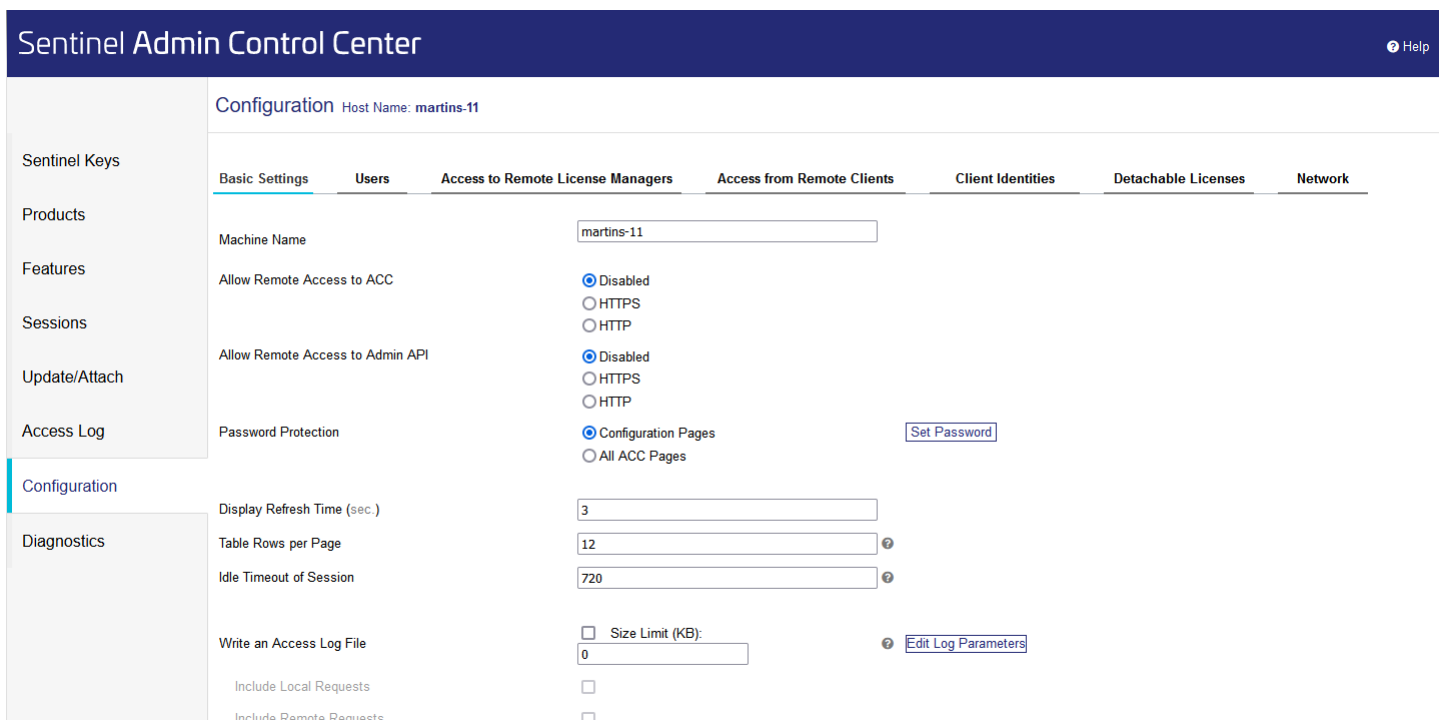 Sentinel Admin Control Center
Help
Configuration Host Name: martins-11
Sentinel Keys
Products
Features
Sessions
Update/Attach
Access Log
Configuration
Diagnostics
Basic Settings Users Access to Remote License Managers Access from Remote Clients Client Identities Detachable Licenses Network
Machine Name martins-11
Allow Remote Access to ACC Disabled
HTTPS
HTTP
Allow Remote Access to Admin API Disabled
HTTPS
HTTP
Password Protection Configuration Pages Set Password
All ACC Pages
Display Refresh Time (sec.) 3
Table Rows per Page 12 ?
Idle Timeout of Session 720 ?
Write an Access Log File Size Limit (KB): ? Edit Log Parameters
0
Include Local Requests
Include Remote Requests